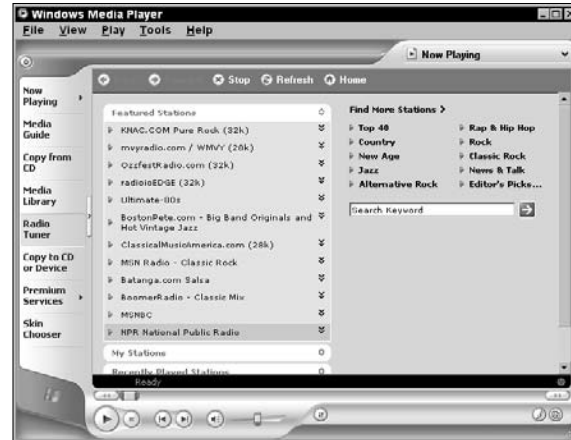 Windows Media Player
File View Play Tools Help
Now Playing
Stop Refresh Home
Now
Playing
Media
Guide
Copy from
CD
Media
Library
Radio
Tuner
Copy to CD
or Device
Premium
Services
Skin
Chooser
Featured Stations
KNAC.COM Pure Rock (32k)
mvyradio.com / WMVY (20k)
OzzfestRadio.com (32k)
radioioEDGE (32k)
Ultimate-80s
BostonPete.com - Big Band Originals and
Hot Vintage Jazz
ClassicalMusicAmerica.com (28k)
MSN Radio - Classic Rock
Batanga.com Salsa
BoomerRadio - Classic Mix
MSNBC
NPR National Public Radio
My Stations
Recently Played Stations
Find More Stations
Top 40
Country
New Age
Jazz
Alternative Rock
Rap & Hip Hop
Rock
Classic Rock
News & Talk
Editor's Picks...
Search Keyword
Ready